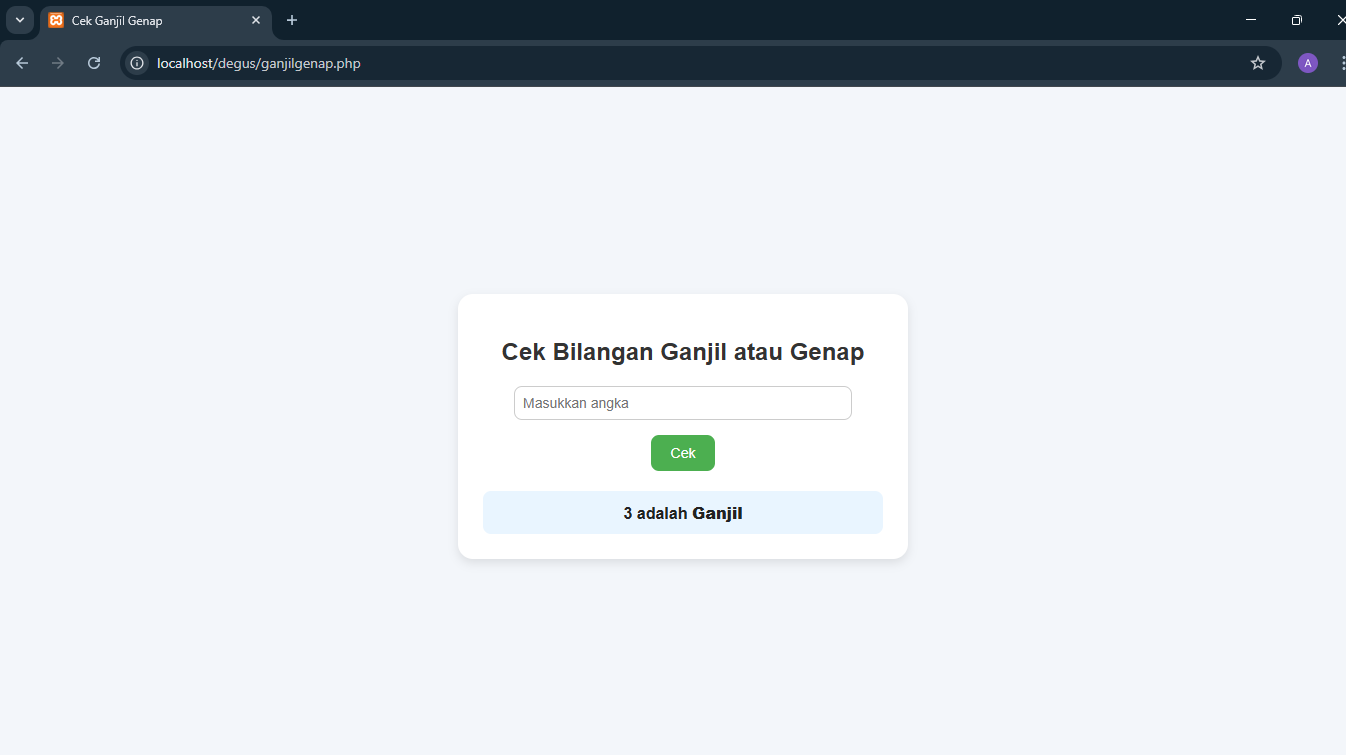 Cek Ganjil Genap
localhost/degus/ganjilgenap.php
A
Cek Bilangan Ganjil atau Genap
Masukkan angka
Cek
3 adalah Ganjil